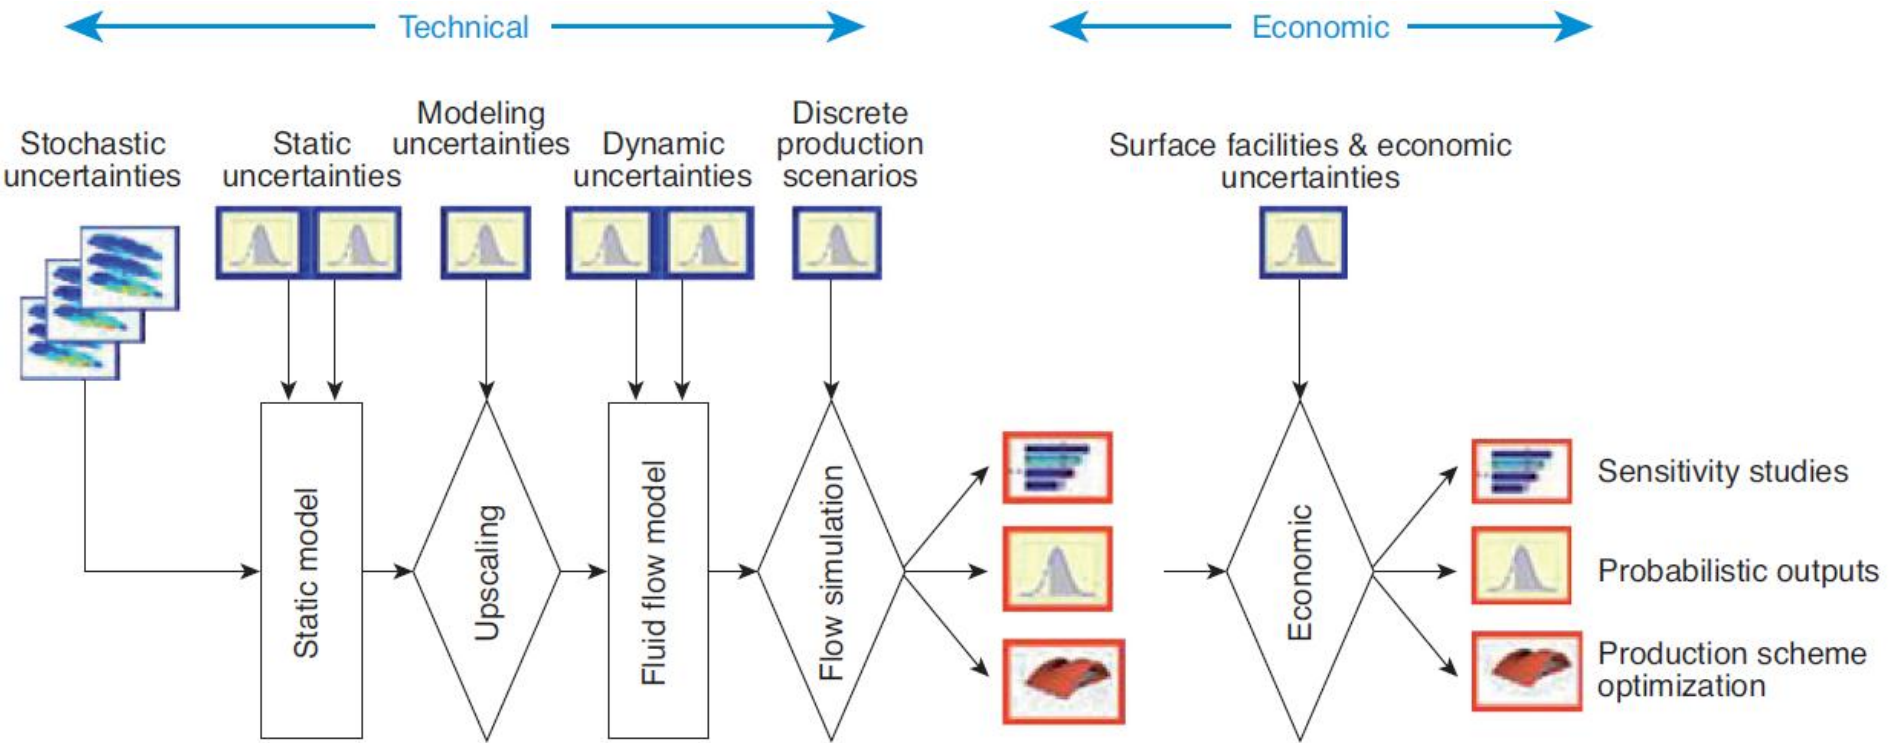 Technical
Economic
Stochastic
uncertainties
Static
uncertainties
Modeling
uncertainties
Dynamic
uncertainties
Discrete
production
scenarios
Surface facilities & economic
uncertainties
Static model
Upscaling
Fluid flow model
Flow simulation
Economic
Sensitivity studies
Probabilistic outputs
Production scheme
optimization